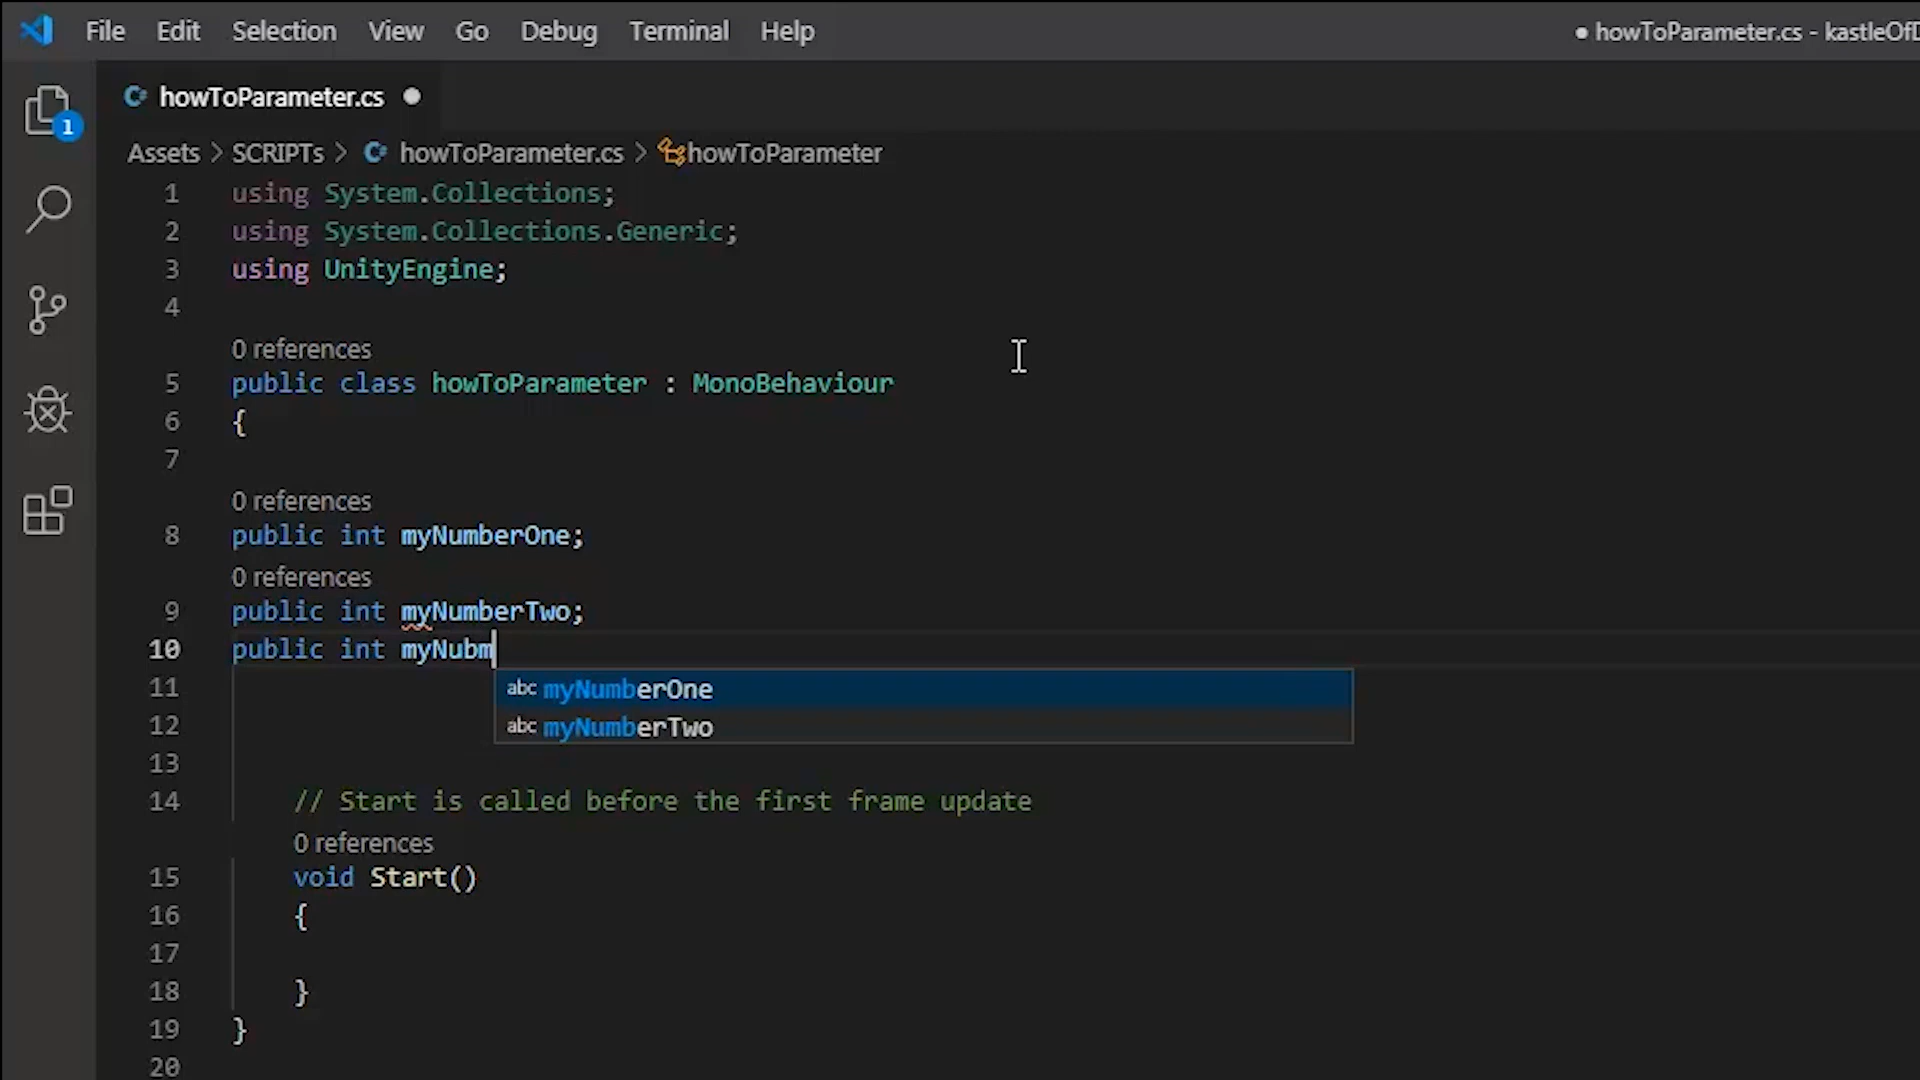 File Edit Selection View Go Debug Terminal Help ● howToParameter.cs - kastleOf
1
howToParameter.cs ●
Assets > SCRIPTs > howToParameter.cs > howToParameter
1 using System.Collections;
2 using System.Collections.Generic;
3 using UnityEngine;
4
0 references
5 public class howToParameter : MonoBehaviour
6 {
7
0 references
8 public int myNumberOne;
0 references
9 public int myNumberTwo;
10 public int myNubm
11 abc myNumberOne
12 abc myNumberTwo
13
14 // Start is called before the first frame update
0 references
15 void Start()
16 {
17
18 }
19 }
20